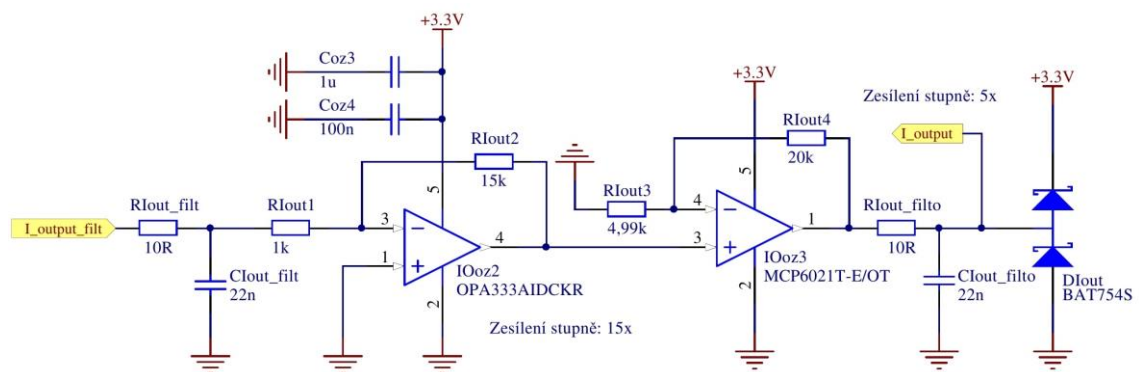 +3.3V
Coz3
1u
Coz4
100n
+3.3V
Zesílení stupně: 5x
+3.3V
RIout4
20k
I_output
RIout2
15k
5
5
RIout3
4,99k
RIout_filt
10R
RIout1
1k
I_output_filt
3
1
4
4
3
1
RIout_filto
10R
CIout_filt
22n
IOoz2
OPA333AIDCKR
2
IOoz3
MCP6021T-E/OT
2
CIout_filto
22n
DIout
BAT754S
Zesílení stupně: 15x